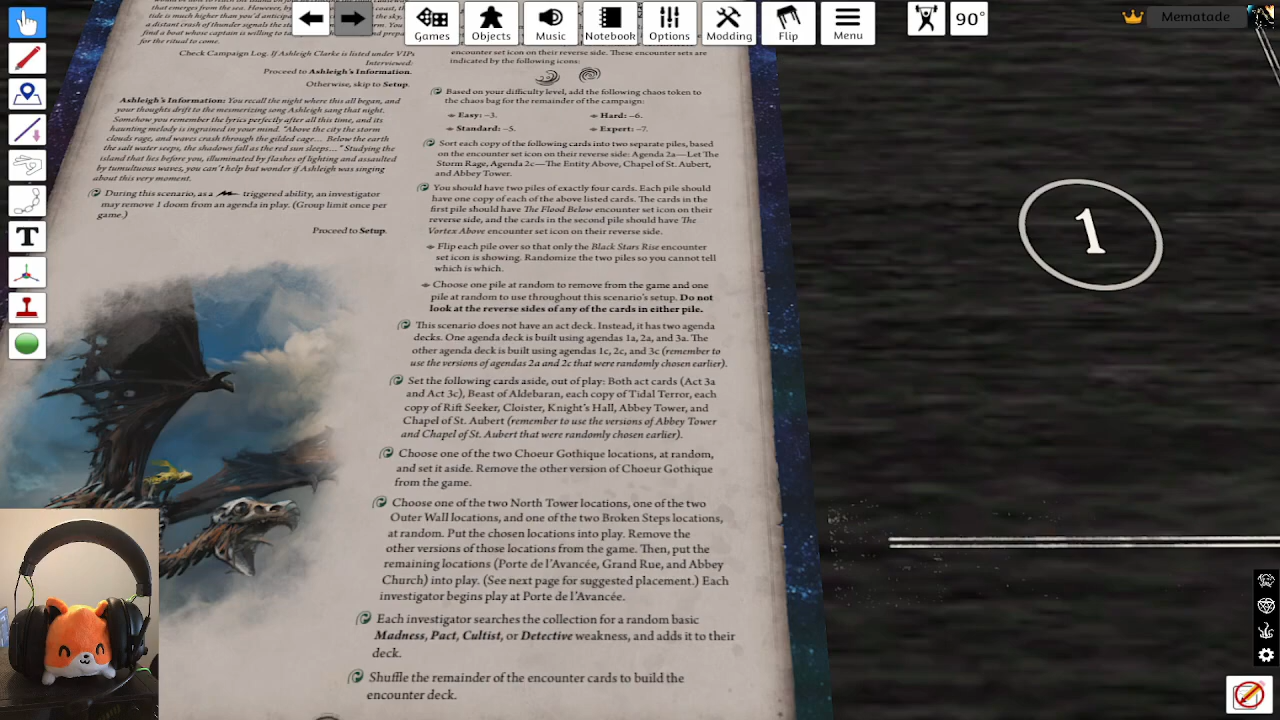 Games
Objects
Music
Notebook
Options
Modding
Flip
Menu
90°
Mematade
that emerges from the sea. However,
tide is much higher than you'd anticipa
a distant crash of thunder signals the
find a boat whose captain is willing to ta
for the ritual to come.
Check Campaign Log. If Ashleigh Clarke is listed under VIPs
Interviewed:
Proceed to Ashleigh's Information.
Otherwise, skip to Setup.
Ashleigh's Information: You recall the night where this all began, and
your thoughts drift to the mesmerizing song Ashleigh sang that night.
Somehow you remember the lyrics perfectly after all this time, and its
haunting melody is ingrained in your mind. "Above the city the storm
clouds rage, and waves crash through the gilded cage... Below the earth
the salt water seeps, the shadows fall as the red sun sleeps..." Studying the
island that lies before you, illuminated by flashes of lighting and assaulted
by tumultuous waves, you can't help but wonder if Ashleigh was singing
about this very moment.
During this scenario, as a triggered ability, an investigator
may remove 1 doom from an agenda in play. (Group limit once per
game.)
Proceed to Setup.
encounter set icon on their reverse side. These encounter sets are
indicated by the following icons:
Based on your difficulty level, add the following chaos token to
the chaos bag for the remainder of the campaign:
Easy: –3.
Hard: –6.
Standard: –5.
Expert: –7.
Sort each copy of the following cards into two separate piles, based
on the encounter set icon on their reverse side: Agenda 2a—Let The
Storm Rage, Agenda 2c—The Entity Above, Chapel of St. Aubert,
and Abbey Tower.
You should have two piles of exactly four cards. Each pile should
have one copy of each of the above listed cards. The cards in the
first pile should have The Flood Below encounter set icon on their
reverse side, and the cards in the second pile should have The
Vortex Above encounter set icon on their reverse side.
Flip each pile over so that only the Black Stars Rise encounter
set icon is showing. Randomize the two piles so you cannot tell
which is which.
Choose one pile at random to remove from the game and one
pile at random to use throughout this scenario's setup. Do not
look at the reverse sides of any of the cards in either pile.
This scenario does not have an act deck. Instead, it has two agenda
decks. One agenda deck is built using agendas 1a, 2a, and 3a. The
other agenda deck is built using agendas 1c, 2c, and 3c (remember to
use the versions of agendas 2a and 2c that were randomly chosen earlier).
Set the following cards aside, out of play: Both act cards (Act 3a
and Act 3c), Beast of Aldebaran, each copy of Tidal Terror, each
copy of Rift Seeker, Cloister, Knight's Hall, Abbey Tower, and
Chapel of St. Aubert (remember to use the versions of Abbey Tower
and Chapel of St. Aubert that were randomly chosen earlier).
Choose one of the two Choeur Gothique locations, at random,
and set it aside. Remove the other version of Choeur Gothique
from the game.
Choose one of the two North Tower locations, one of the two
Outer Wall locations, and one of the two Broken Steps locations,
at random. Put the chosen locations into play. Remove the
other versions of those locations from the game. Then, put the
remaining locations (Porte de l'Avancée, Grand Rue, and Abbey
Church) into play. (See next page for suggested placement.) Each
investigator begins play at Porte de l'Avancée.
Each investigator searches the collection for a random basic
Madness, Pact, Cultist, or Detective weakness, and adds it to their
deck.
Shuffle the remainder of the encounter cards to build the
encounter deck.
1
T